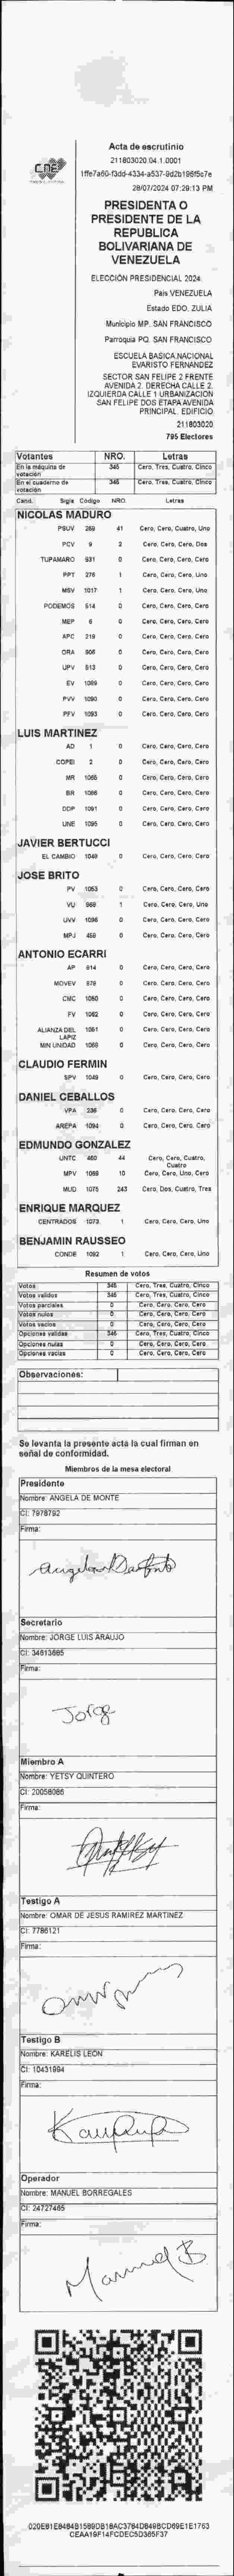 CNE
Acta de escrutinio
211803020.04.1.0001
28/07/2024 07:29:13 PM
PRESIDENTA O
PRESIDENTE DE LA
REPUBLICA
BOLIVARIANA DE
VENEZUELA
ELECCIÓN PRESIDENCIAL 2024
País VENEZUELA
Estado EDO. ZULIA
Municipio MP. SAN FRANCISCO
Parroquia PQ. SAN FRANCISCO
ESCUELA BASICA NACIONAL
EVARISTO FERNANDEZ
SECTOR SAN FELIPE 2 FRENTE
AVENIDA 2. DERECHA CALLE 2.
IZQUIERDA CALLE 1 URBANIZACION
SAN FELIPE DOS ETAPA AVENIDA
PRINCIPAL. EDIFICIO
211803020
795 Electores
Votantes NRO. Letras
En la máquina de votación 345 Cero, Tres, Cuatro, Cinco
En el cuaderno de votación 345 Cero, Tres, Cuatro, Cinco
Cand. Sigla Código NRO. Letras
NICOLAS MADURO
PSUV 269 41 Cero, Cero, Cuatro, Uno
PCV 9 2 Cero, Cero, Cero, Dos
TUPAMARO 931 0 Cero, Cero, Cero, Cero
PPT 276 1 Cero, Cero, Cero, Uno
MSV 1017 1 Cero, Cero, Cero, Uno
PODEMOS 514 0 Cero, Cero, Cero, Cero
MEP 6 0 Cero, Cero, Cero, Cero
APC 219 0 Cero, Cero, Cero, Cero
ORA 906 0 Cero, Cero, Cero, Cero
UPV 813 0 Cero, Cero, Cero, Cero
EV 1089 0 Cero, Cero, Cero, Cero
PVV 1090 0 Cero, Cero, Cero, Cero
PFV 1093 0 Cero, Cero, Cero, Cero
LUIS MARTINEZ
AD 1 0 Cero, Cero, Cero, Cero
COPEI 2 0 Cero, Cero, Cero, Cero
MR 1065 0 Cero, Cero, Cero, Cero
BR 1086 0 Cero, Cero, Cero, Cero
DDP 1091 0 Cero, Cero, Cero, Cero
UNE 1095 0 Cero, Cero, Cero, Cero
JAVIER BERTUCCI
EL CAMBIO 1049 0 Cero, Cero, Cero, Cero
JOSE BRITO
PV 1053 0 Cero, Cero, Cero, Cero
VU 968 1 Cero, Cero, Cero, Uno
UVV 1096 0 Cero, Cero, Cero, Cero
MPJ 459 0 Cero, Cero, Cero, Cero
ANTONIO ECARRI
AP 914 0 Cero, Cero, Cero, Cero
MOVEV 879 0 Cero, Cero, Cero, Cero
CMC 1050 0 Cero, Cero, Cero, Cero
FV 1082 0 Cero, Cero, Cero, Cero
ALIANZA DEL LAPIZ 1061 0 Cero, Cero, Cero, Cero
MIN UNIDAD 1069 0 Cero, Cero, Cero, Cero
CLAUDIO FERMIN
SPV 1049 0 Cero, Cero, Cero, Cero
DANIEL CEBALLOS
VPA 236 0 Cero, Cero, Cero, Cero
AREPA 1094 0 Cero, Cero, Cero, Cero
EDMUNDO GONZALEZ
UNTC 460 44 Cero, Cero, Cuatro, Cuatro
MPV 1069 10 Cero, Cero, Uno, Cero
MUD 1075 243 Cero, Dos, Cuatro, Tres
ENRIQUE MARQUEZ
CENTRADOS 1073 1 Cero, Cero, Cero, Uno
BENJAMIN RAUSSEO
CONDE 1092 1 Cero, Cero, Cero, Uno
Resumen de votos
Votos 345 Cero, Tres, Cuatro, Cinco
Votos validos 345 Cero, Tres, Cuatro, Cinco
Votos parciales 0 Cero, Cero, Cero, Cero
Votos nulos 0 Cero, Cero, Cero, Cero
Votos vacios 0 Cero, Cero, Cero, Cero
Opciones validas 345 Cero, Tres, Cuatro, Cinco
Opciones nulas 0 Cero, Cero, Cero, Cero
Opciones vacias 0 Cero, Cero, Cero, Cero
Observaciones:
Se levanta la presente acta la cual firman en
señal de conformidad.
Miembros de la mesa electoral
Presidente
Nombre: ANGELA DE MONTE
CI: 7978792
Firma:
Secretario
Nombre: JORGE LUIS ARAUJO
CI: 34613665
Firma:
Jorge
Miembro A
Nombre: YETSY QUINTERO
CI: 20058086
Firma:
Testigo A
Nombre: OMAR DE JESUS RAMIREZ MARTINEZ
CI: 7786121
Firma:
Testigo B
Nombre: KARELIS LEON
CI: 10431994
Firma:
Operador
Nombre: MANUEL BORREGALES
CI: 24727465
Firma:
Manuel B